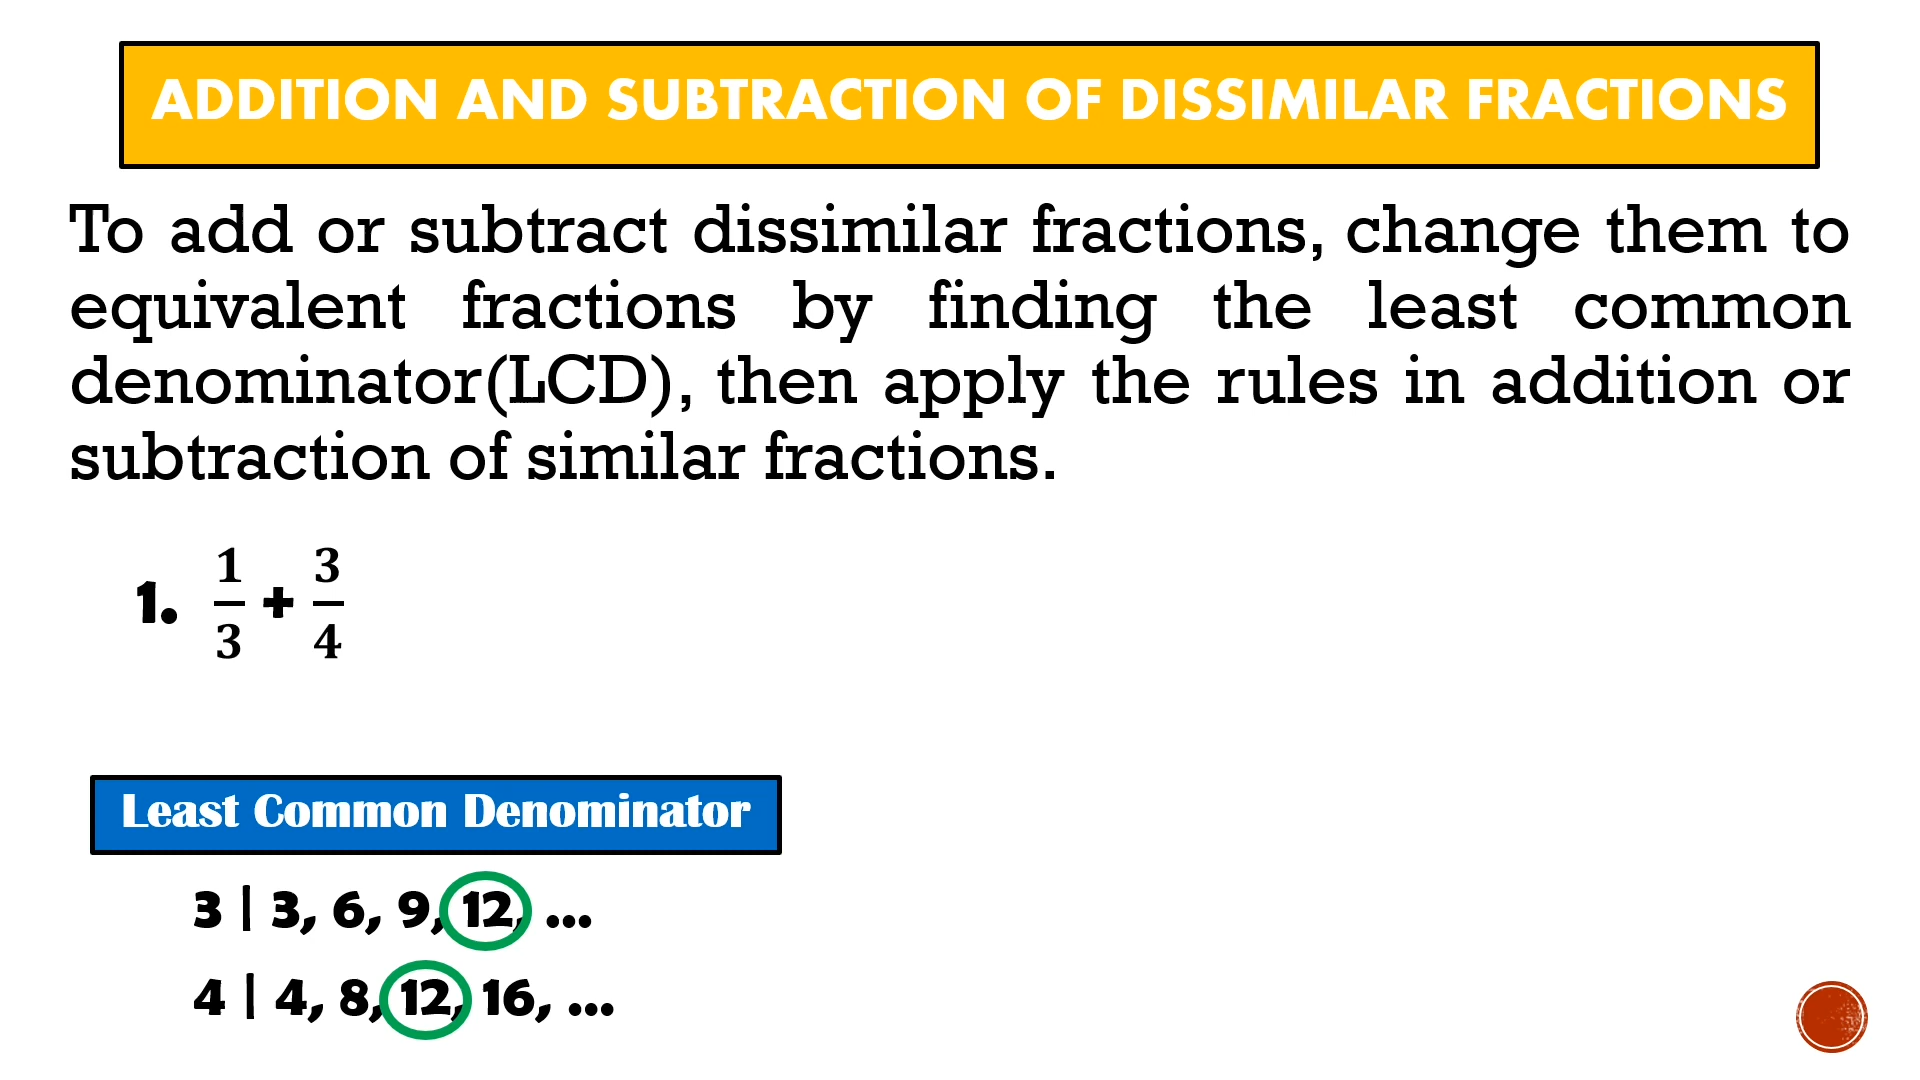 ADDITION AND SUBTRACTION OF DISSIMILAR FRACTIONS
To add or subtract dissimilar fractions, change them to
equivalent fractions by finding the least common
denominator(LCD), then apply the rules in addition or
subtraction of similar fractions.
1. 1/3 + 3/4
Least Common Denominator
3 | 3, 6, 9, 12, ...
4 | 4, 8, 12, 16, ...